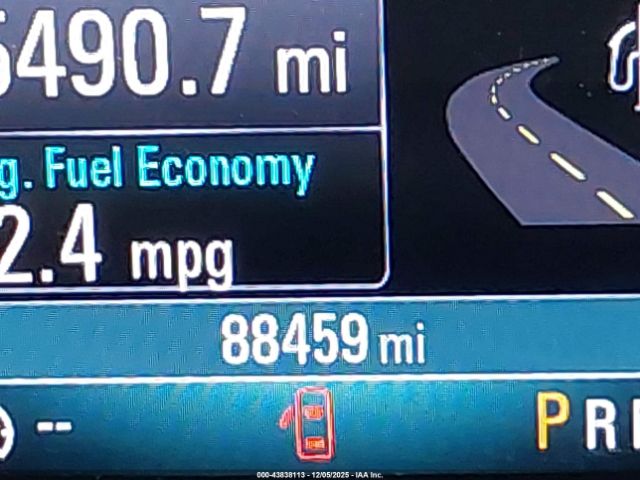 5490.7 mi
g. Fuel Economy
2.4 mpg
88459 mi
--
PR
000-43838113 - 12/05/2025 - IAA Inc.